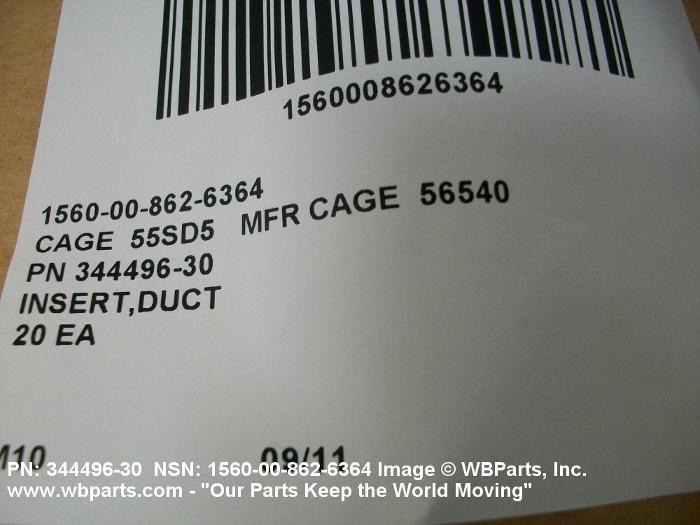 1560008626364
1560-00-862-6364
CAGE 55SD5 MFR CAGE 56540
PN 344496-30
INSERT,DUCT
20 EA
09/11
PN: 344496-30 NSN: 1560-00-862-6364 Image © WBParts, Inc.
www.wbparts.com - "Our Parts Keep the World Moving"